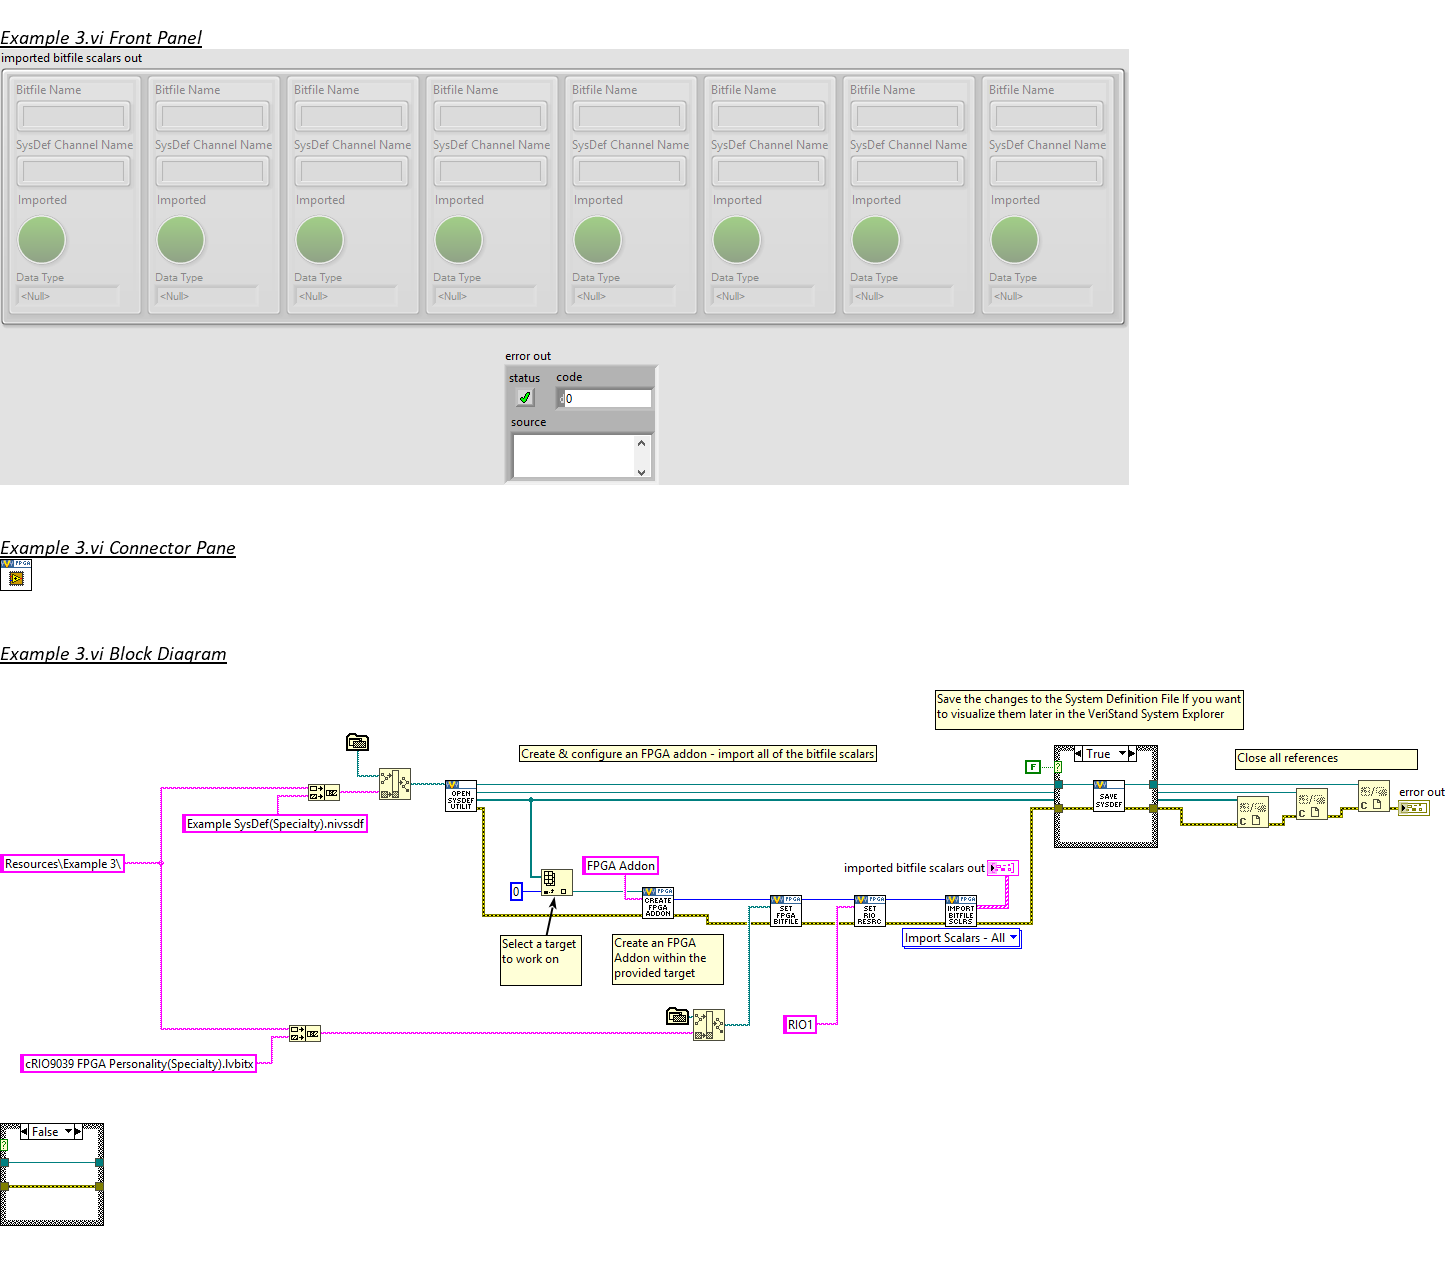 Example 3.vi Front Panel
imported bitfile scalars out
Bitfile Name Bitfile Name Bitfile Name Bitfile Name Bitfile Name Bitfile Name Bitfile Name Bitfile Name
SysDef Channel Name SysDef Channel Name SysDef Channel Name SysDef Channel Name SysDef Channel Name SysDef Channel Name SysDef Channel Name SysDef Channel Name
Imported Imported Imported Imported Imported Imported Imported Imported
Data Type Data Type Data Type Data Type Data Type Data Type Data Type Data Type
<Null> <Null> <Null> <Null> <Null> <Null> <Null> <Null>
error out
status code
d 0
source
Example 3.vi Connector Pane
FPGA
Example 3.vi Block Diagram
Save the changes to the System Definition File If you want
to visualize them later in the VeriStand System Explorer
Create & configure an FPGA addon - import all of the bitfile scalars
True
Close all references
F
?
OPEN
SYSDEF
UTILIT
SAVE
SYSDEF
C
C
C
error out
Example SysDef(Specialty).nivssdf
Resources\Example 3\
FPGA Addon
imported bitfile scalars out
0
FPGA
CREATE
FPGA
ADDON
FPGA
SET
FPGA
BITFILE
FPGA
SET
RIO
RESRC
FPGA
IMPORT
BITFILE
SCLRS
Import Scalars - All
Select a target
to work on
Create an FPGA
Addon within the
provided target
RIO1
cRIO9039 FPGA Personality(Specialty).lvbitx
False
?